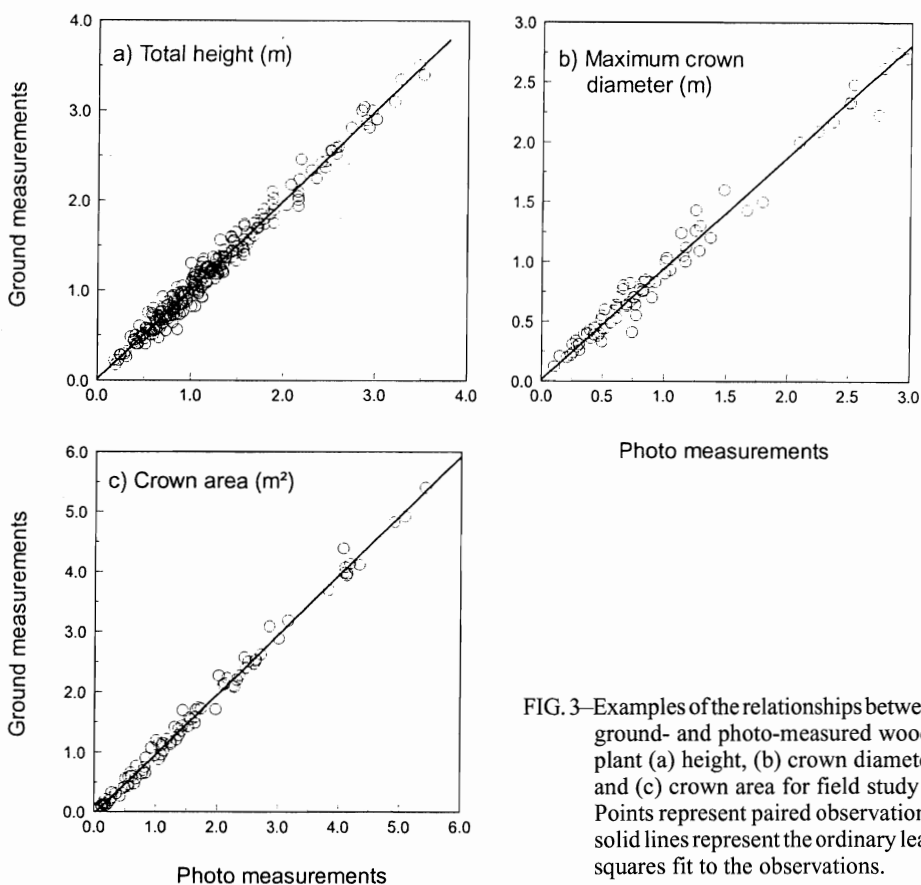 a) Total height (m)
Ground measurements
4.0
3.0
2.0
1.0
0.0
0.0 1.0 2.0 3.0 4.0
b) Maximum crown
diameter (m)
3.0
2.5
2.0
1.5
1.0
0.5
0.0
0.0 0.5 1.0 1.5 2.0 2.5 3.0
Photo measurements
c) Crown area (m²)
Ground measurements
6.0
5.0
4.0
3.0
2.0
1.0
0.0
0.0 1.0 2.0 3.0 4.0 5.0 6.0
Photo measurements
FIG. 3–Examples of the relationships betwee
ground- and photo-measured wood
plant (a) height, (b) crown diamete
and (c) crown area for field study
Points represent paired observation
solid lines represent the ordinary lea
squares fit to the observations.